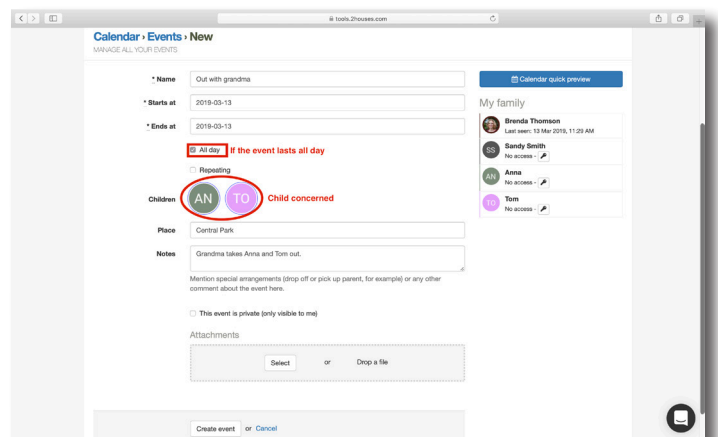 tools.2houses.com
Calendar › Events › New
MANAGE ALL YOUR EVENTS
* Name Out with grandma
* Starts at 2019-03-13
* Ends at 2019-03-13
All day If the event lasts all day
Repeating
Children AN TO Child concerned
Place Central Park
Notes Grandma takes Anna and Tom out.
Mention special arrangements (drop off or pick up parent, for example) or any other
comment about the event here.
This event is private (only visible to me)
Attachments
Select or Drop a file
Create event or Cancel
Calendar quick preview
My family
Brenda Thomson
Last seen: 13 Mar 2019, 11:29 AM
SS Sandy Smith
No access -
AN Anna
No access -
TO Tom
No access -